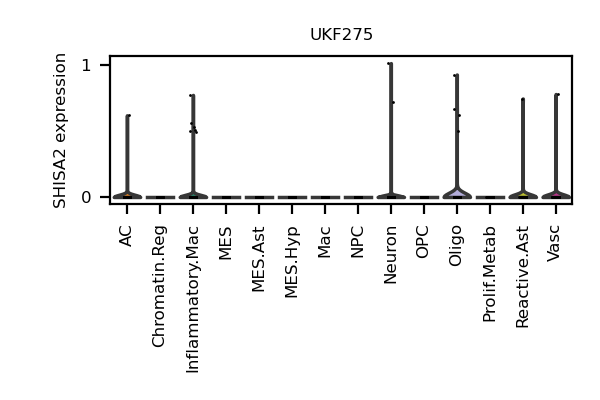 UKF275
SHISA2 expression
1
0
AC
Chromatin.Reg
Inflammatory.Mac
MES
MES.Ast
MES.Hyp
Mac
NPC
Neuron
OPC
Oligo
Prolif.Metab
Reactive.Ast
Vasc